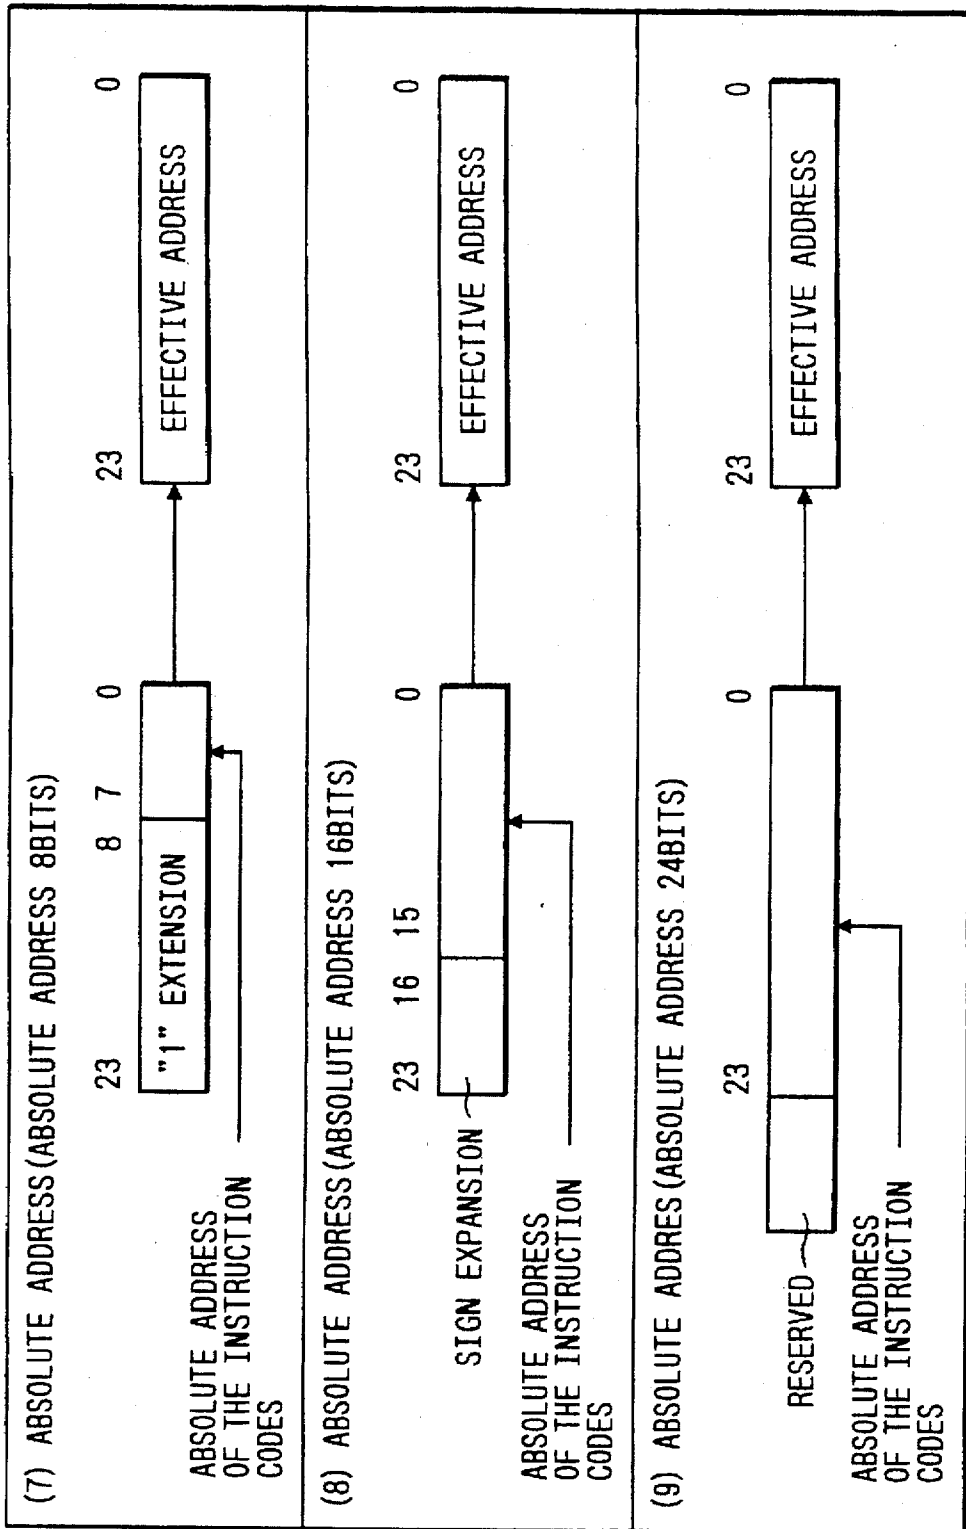 (7) ABSOLUTE ADDRESS(ABSOLUTE ADDRESS 8BITS)
23 8 7 0 23 0
"1" EXTENSION
EFFECTIVE ADDRESS
ABSOLUTE ADDRESS
OF THE INSTRUCTION
CODES
(8) ABSOLUTE ADDRESS(ABSOLUTE ADDRESS 16BITS)
23 16 15 0 23 0
EFFECTIVE ADDRESS
SIGN EXPANSION
ABSOLUTE ADDRESS
OF THE INSTRUCTION
CODES
(9) ABSOLUTE ADDRES(ABSOLUTE ADDRESS 24BITS)
23 0 23 0
EFFECTIVE ADDRESS
RESERVED
ABSOLUTE ADDRESS
OF THE INSTRUCTION
CODES